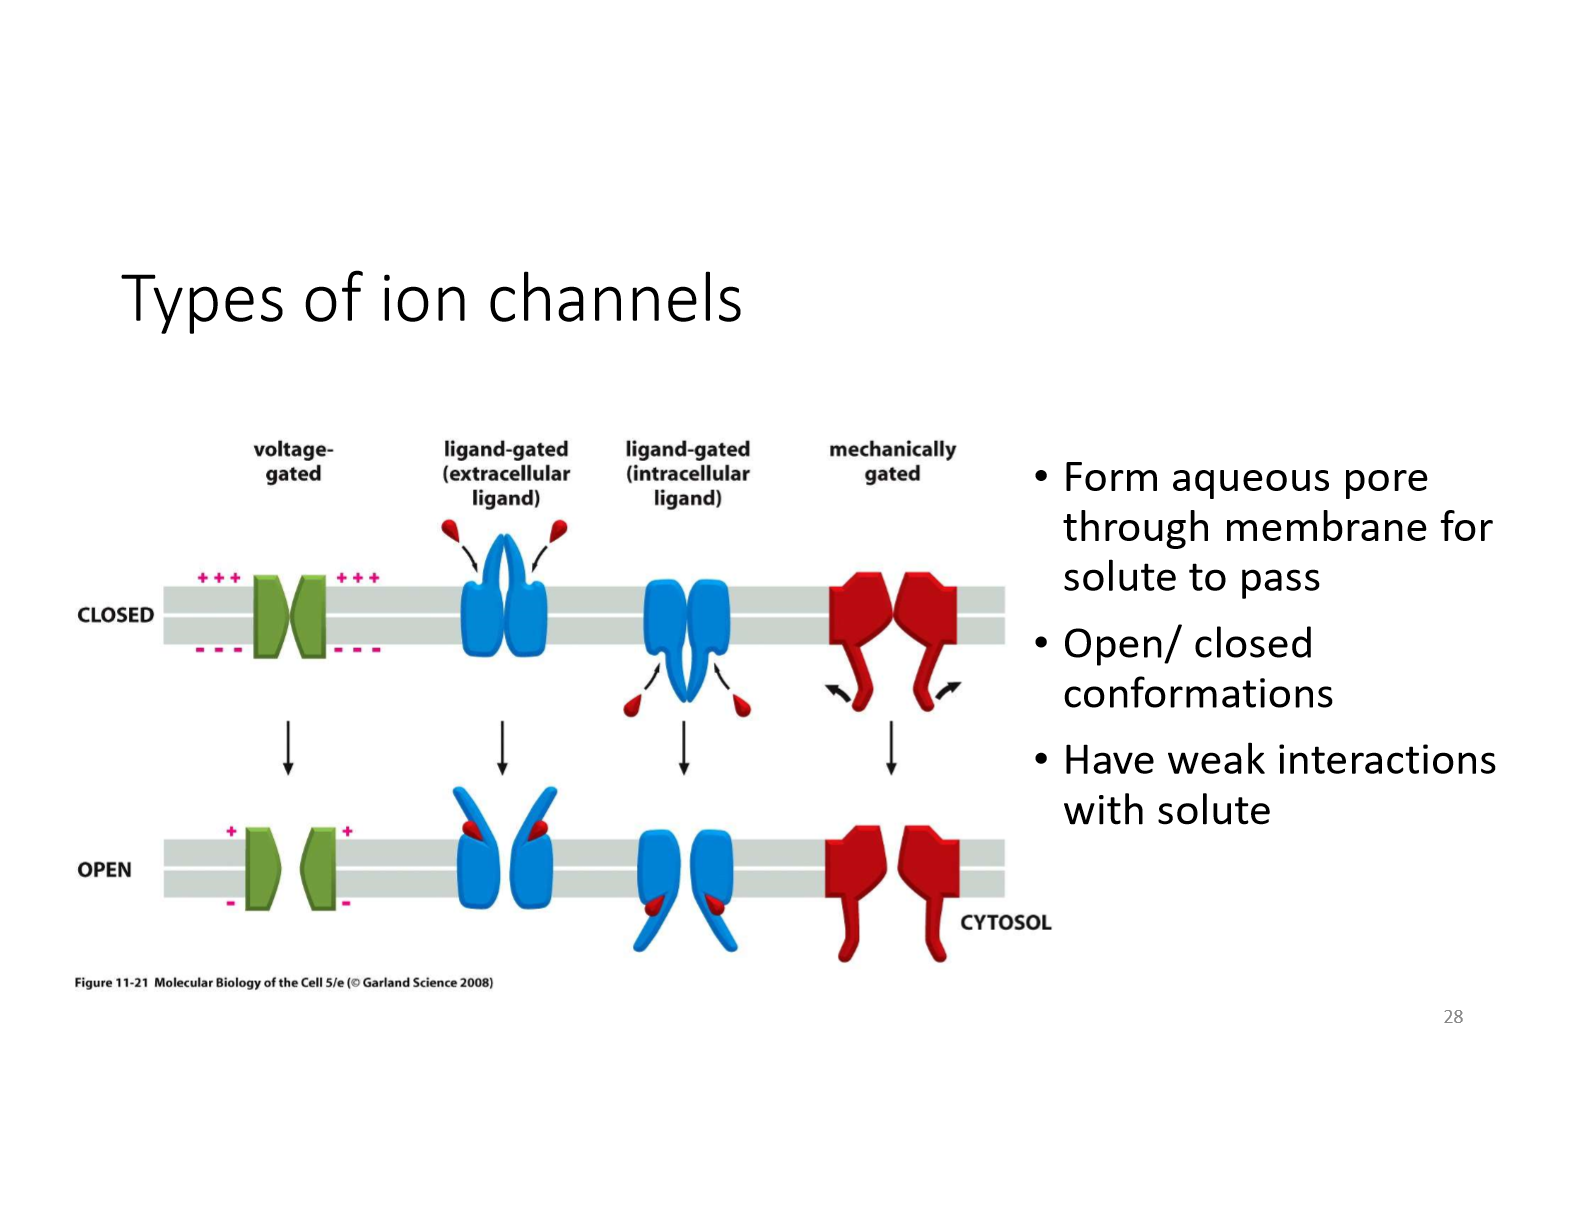 Types of ion channels
voltage-
gated
ligand-gated
(extracellular
ligand)
ligand-gated
(intracellular
ligand)
mechanically
gated
+++ +++
CLOSED
--- ---
+ +
OPEN
- -
CYTOSOL
Figure 11-21 Molecular Biology of the Cell 5/e (© Garland Science 2008)
• Form aqueous pore
through membrane for
solute to pass
• Open/ closed
conformations
• Have weak interactions
with solute
28